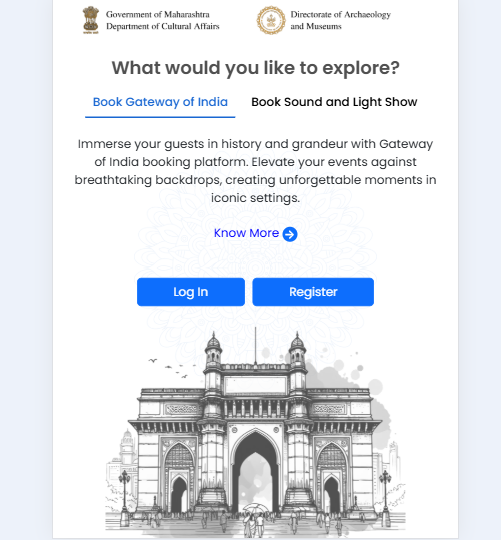 Government of Maharashtra
Department of Cultural Affairs
Directorate of Archaeology
and Museums
What would you like to explore?
Book Gateway of India
Book Sound and Light Show
Immerse your guests in history and grandeur with Gateway
of India booking platform. Elevate your events against
breathtaking backdrops, creating unforgettable moments in
iconic settings.
Know More
Log In
Register